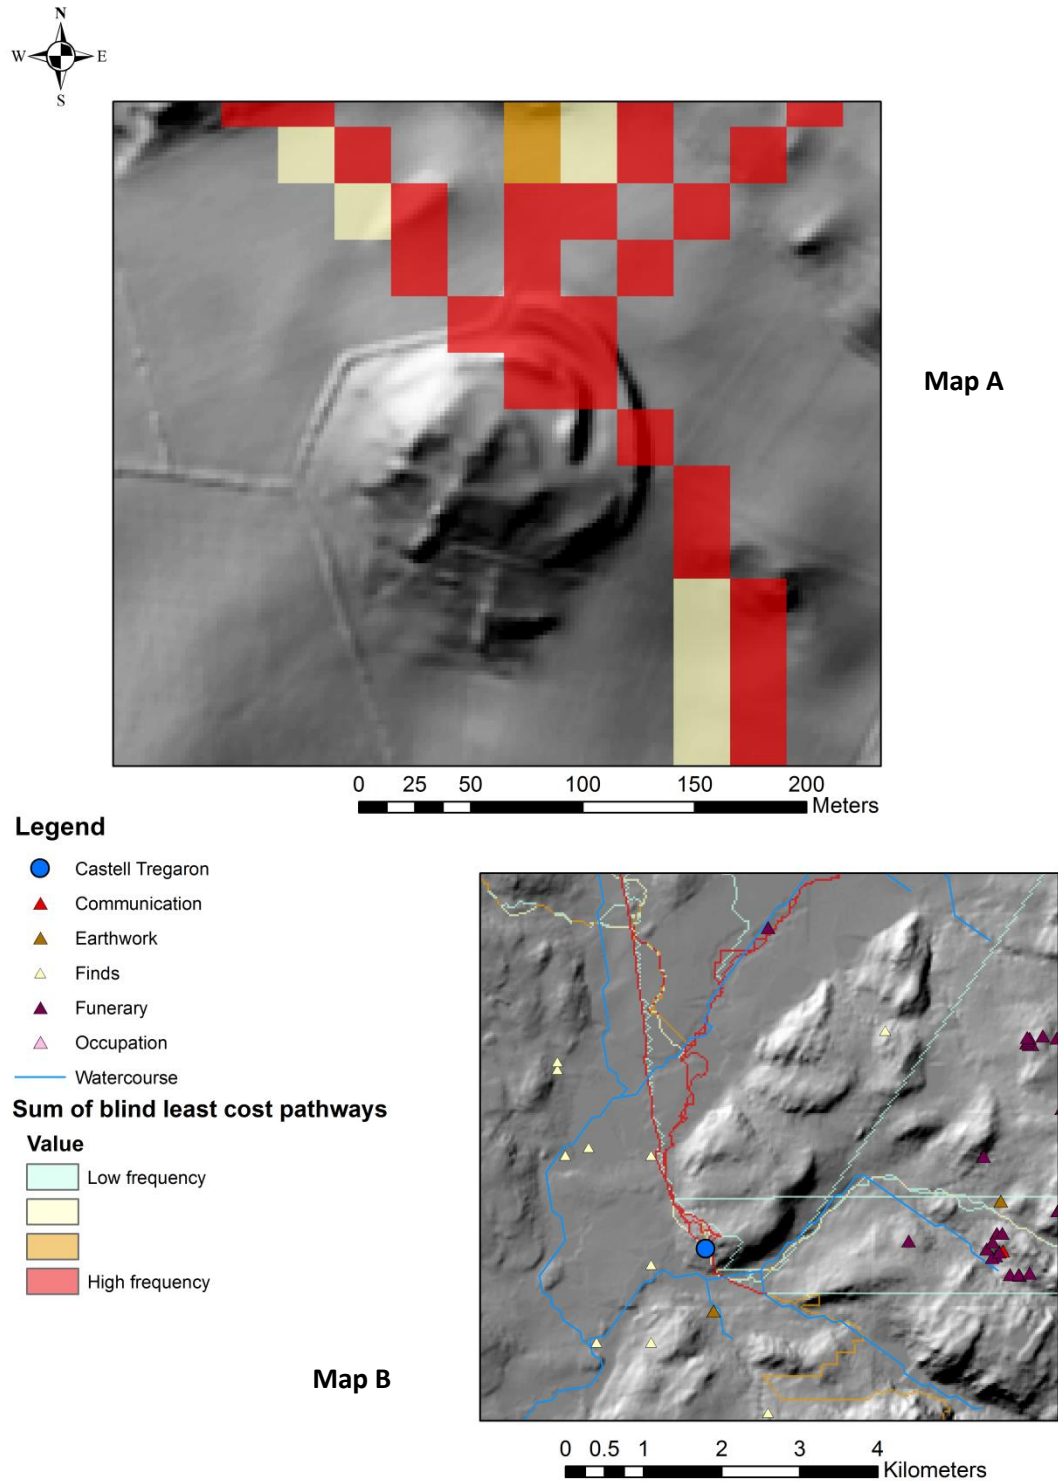 N
W E
S
Map A
0 25 50 100 150 200
Meters
Legend
Castell Tregaron
Communication
Earthwork
Finds
Funerary
Occupation
Watercourse
Sum of blind least cost pathways
Value
Low frequency
High frequency
Map B
0 0.5 1 2 3 4
Kilometers